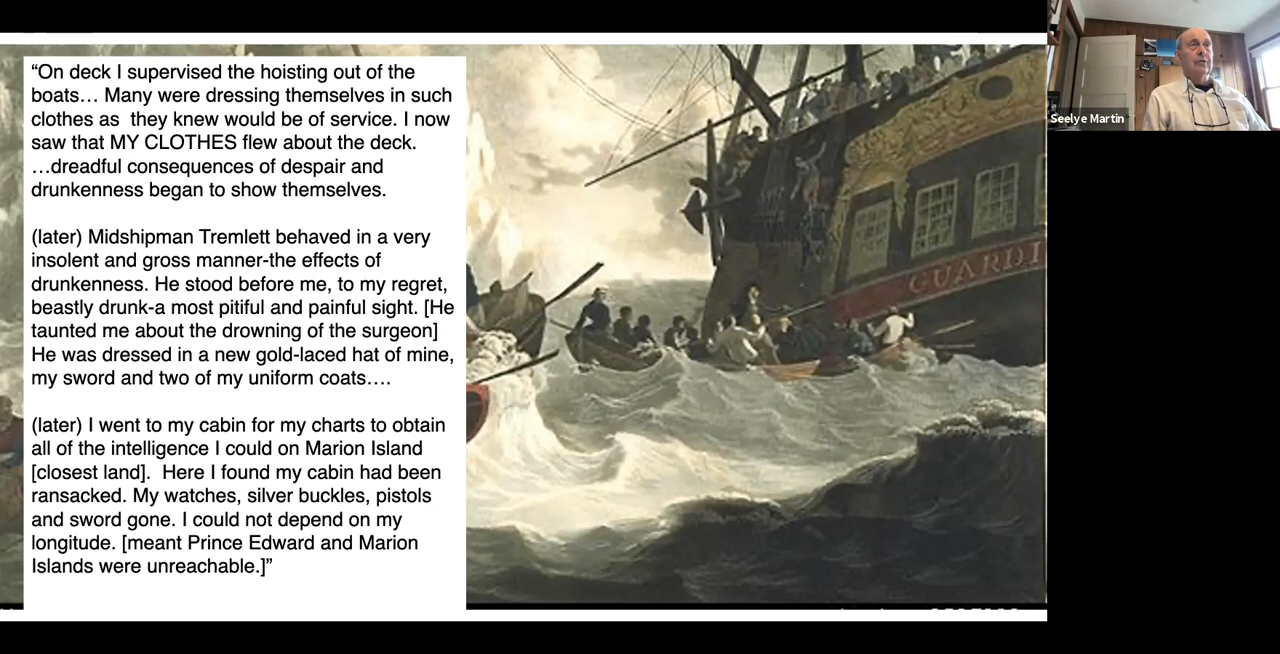 “On deck I supervised the hoisting out of the
boats… Many were dressing themselves in such
clothes as  they knew would be of service. I now
saw that MY CLOTHES flew about the deck.
…dreadful consequences of despair and
drunkenness began to show themselves.
(later) Midshipman Tremlett behaved in a very
insolent and gross manner-the effects of
drunkenness. He stood before me, to my regret,
beastly drunk-a most pitiful and painful sight. [He
taunted me about the drowning of the surgeon]
He was dressed in a new gold-laced hat of mine,
my sword and two of my uniform coats….
(later) I went to my cabin for my charts to obtain
all of the intelligence I could on Marion Island
[closest land].  Here I found my cabin had been
ransacked. My watches, silver buckles, pistols
and sword gone. I could not depend on my
longitude. [meant Prince Edward and Marion
Islands were unreachable.]”
GUARDI
Seelye Martin